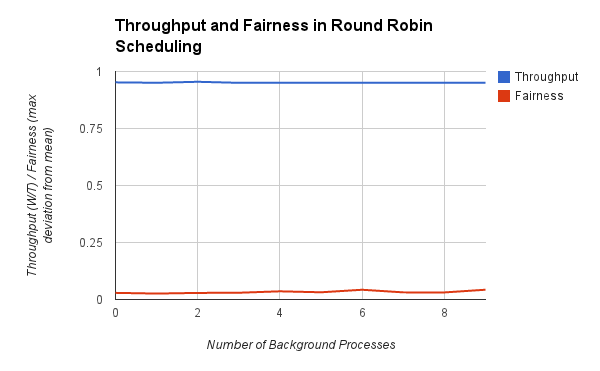 Throughput and Fairness in Round Robin
Scheduling
Throughput (W/T) / Fairness (max
deviation from mean)
1
0.75
0.5
0.25
0
0
2
4
6
8
Number of Background Processes
Throughput
Fairness